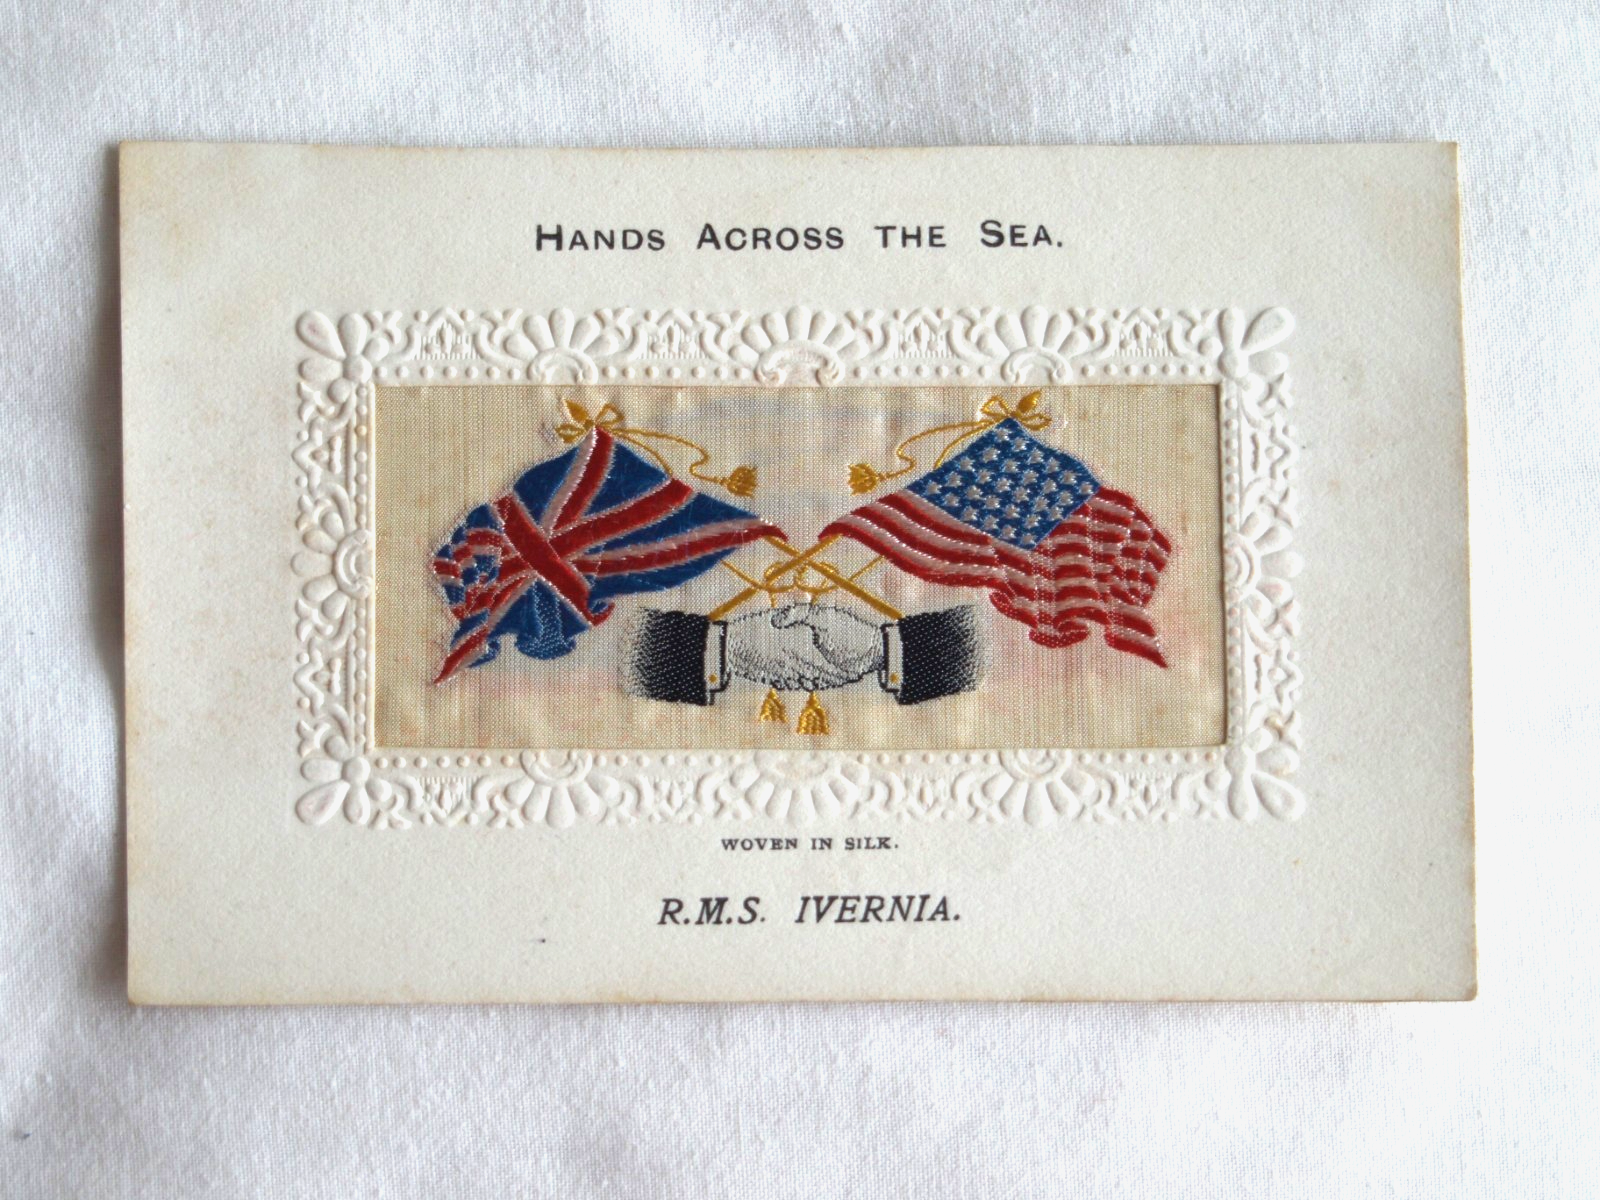 HANDS ACROSS THE SEA.
WOVEN IN SILK.
R.M.S. IVERNIA.